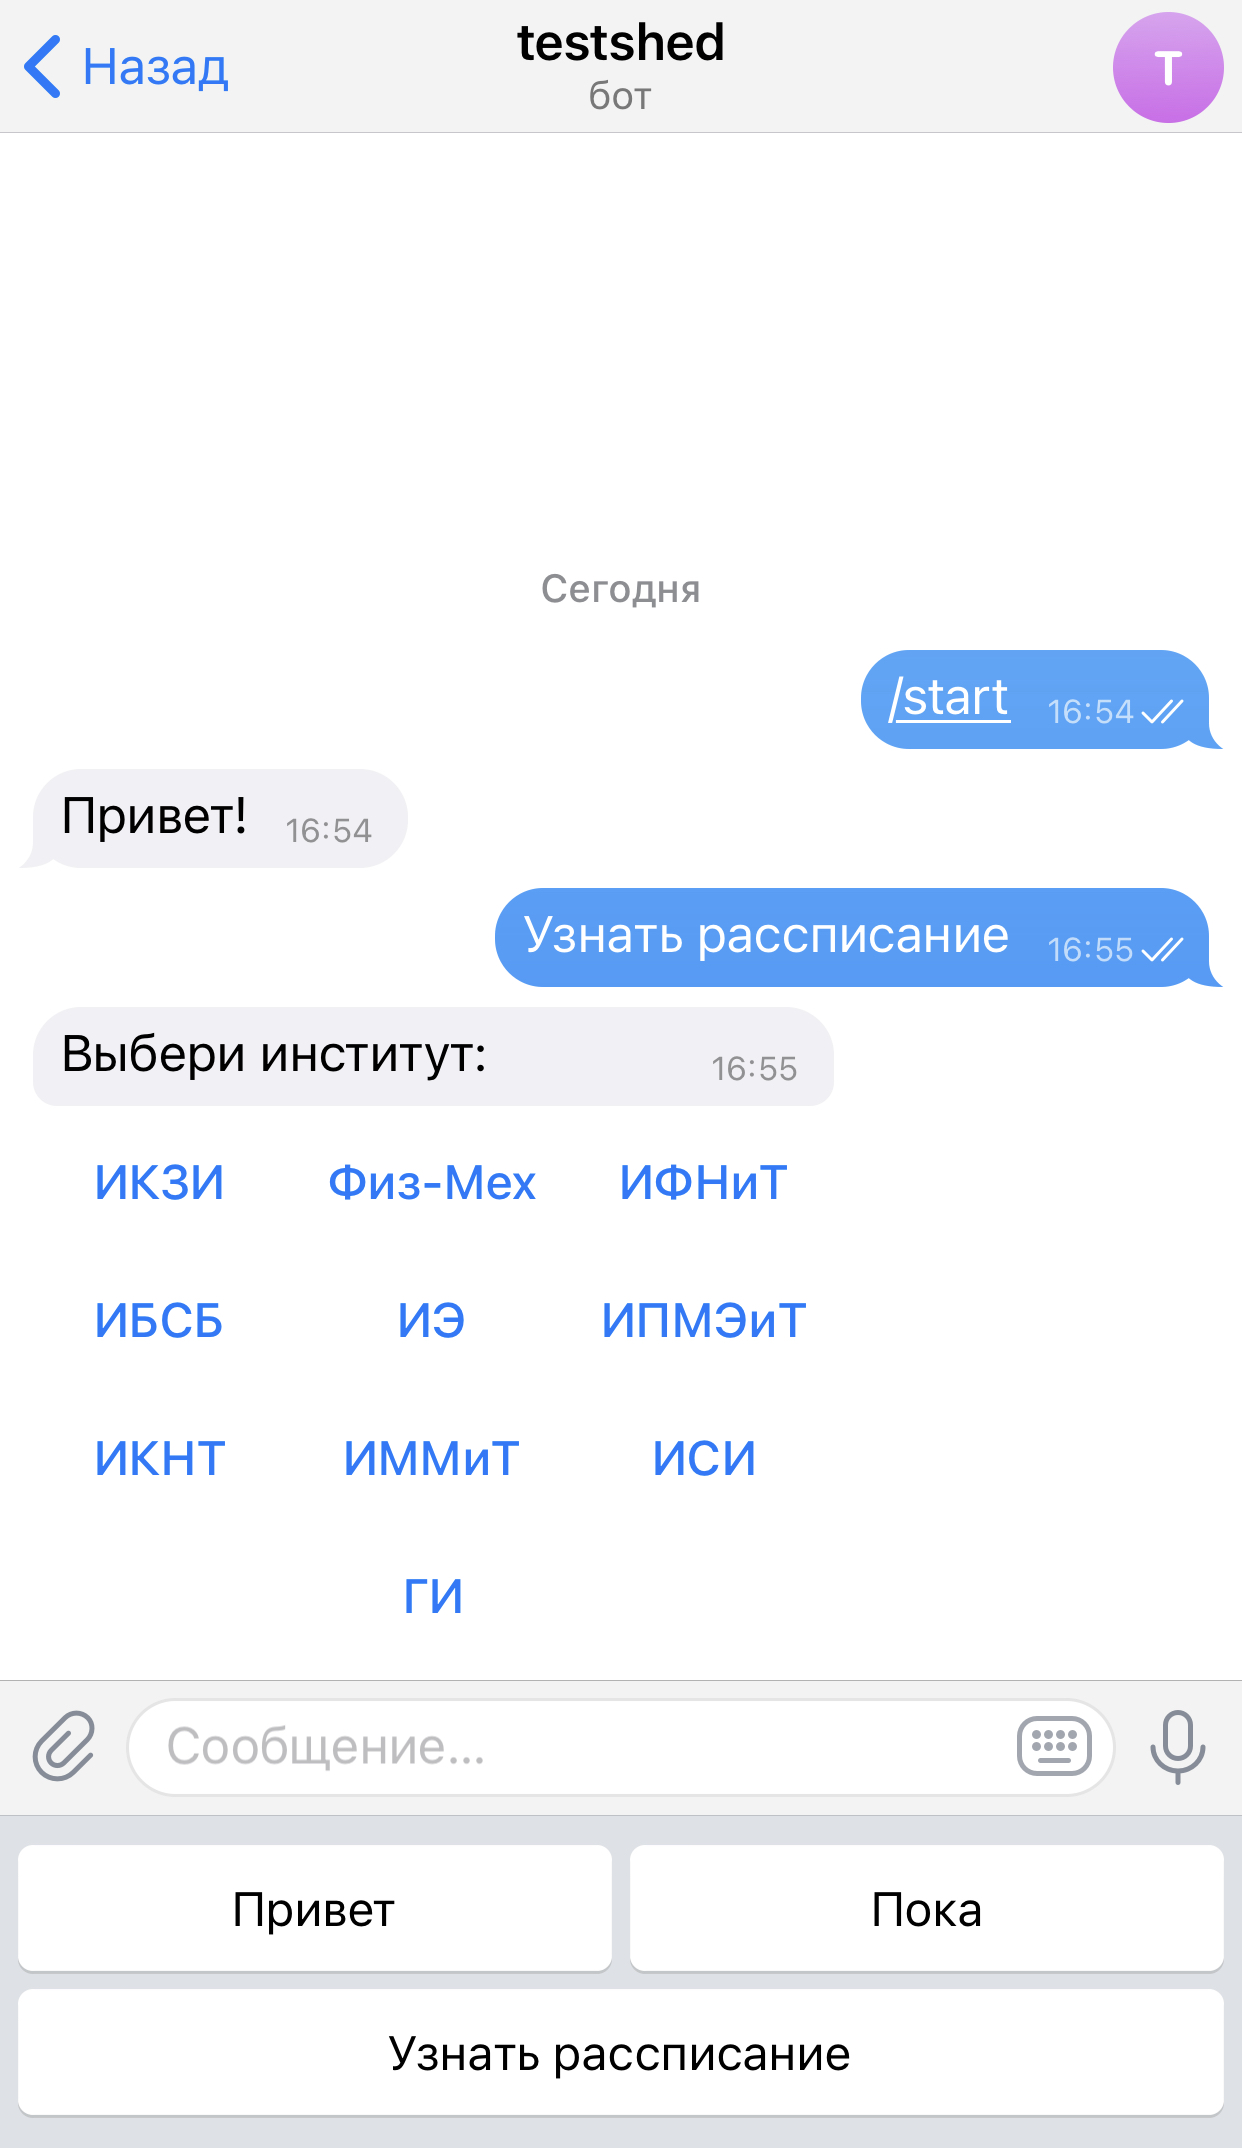 Назад
testshed
бот
T
Сегодня
/start 16:54
Привет! 16:54
Узнать рассписание 16:55
Выбери институт: 16:55
ИКЗИ Физ-Мех ИФНиТ
ИБСБ ИЭ ИПМЭиТ
ИКНТ ИММиТ ИСИ
ГИ
Сообщение...
Привет Пока
Узнать рассписание